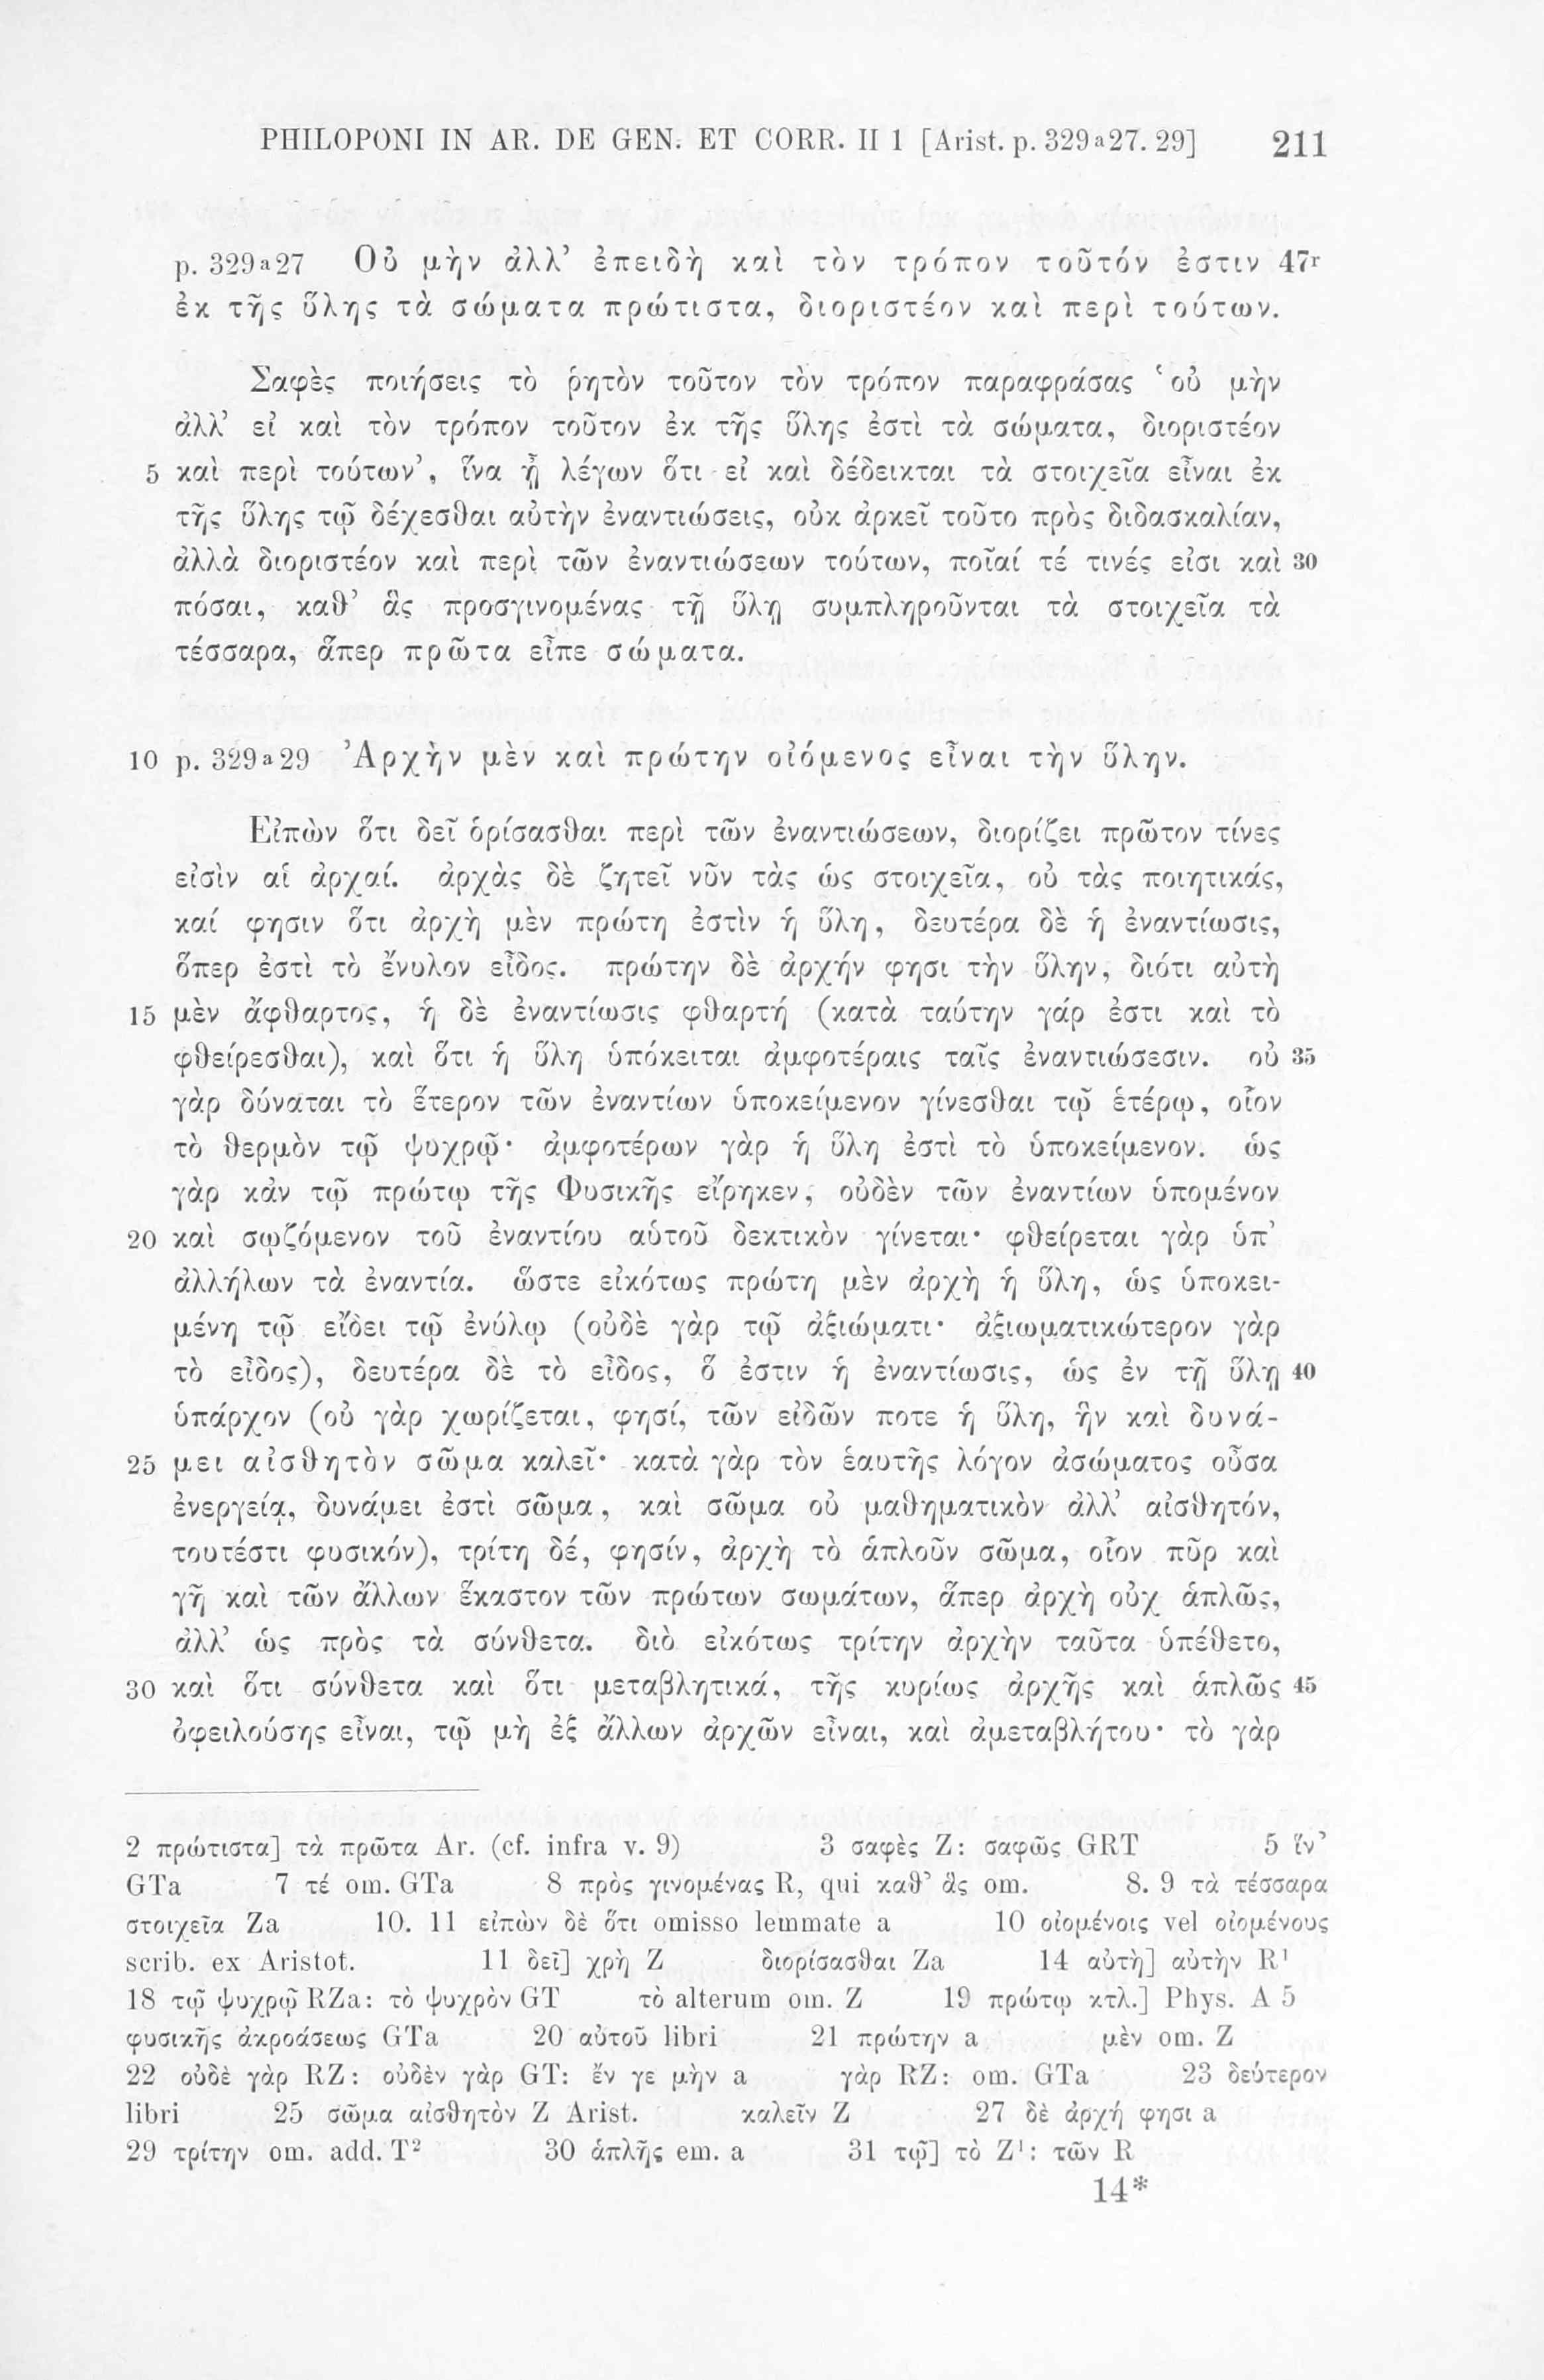 PHILOPONI IN AR. DE GEN. ET CORR. II 1 [Arist. p. 329a27. 29] 211
p. 329a27 Οὐ μὴν ἀλλ’ ἐπειδὴ καὶ τὸν τρόπον τοῦτόν ἐστιν 47r
ἐκ τῆς ὕλης τὰ σώματα πρώτιστα, διοριστέον καὶ περὶ τούτων.
Σαφὲς ποιήσεις τὸ ῥητὸν τοῦτον τὸν τρόπον παραφράσας ‘οὐ μὴν
ἀλλ’ εἰ καὶ τὸν τρόπον τοῦτον ἐκ τῆς ὕλης ἐστὶ τὰ σώματα, διοριστέον
5 καὶ περὶ τούτων’, ἵνα ᾖ λέγων ὅτι εἰ καὶ δέδεικται τὰ στοιχεῖα εἶναι ἐκ
τῆς ὕλης τῷ δέχεσθαι αὐτὴν ἐναντιώσεις, οὐκ ἀρκεῖ τοῦτο πρὸς διδασκαλίαν,
ἀλλὰ διοριστέον καὶ περὶ τῶν ἐναντιώσεων τούτων, ποῖαί τέ τινές εἰσι καὶ 30
πόσαι, καθ’ ἃς προσγινομένας τῇ ὕλῃ συμπληροῦνται τὰ στοιχεῖα τὰ
τέσσαρα, ἅπερ πρῶτα εἶπε σώματα.
10 p. 329a29 Ἀρχὴν μὲν καὶ πρώτην οἰόμενος εἶναι τὴν ὕλην.
Εἰπὼν ὅτι δεῖ ὁρίσασθαι περὶ τῶν ἐναντιώσεων, διορίζει πρῶτον τίνες
εἰσὶν αἱ ἀρχαί. ἀρχὰς δὲ ζητεῖ νῦν τὰς ὡς στοιχεῖα, οὐ τὰς ποιητικάς,
καί φησιν ὅτι ἀρχὴ μὲν πρώτη ἐστὶν ἡ ὕλη, δευτέρα δὲ ἡ ἐναντίωσις,
ὅπερ ἐστὶ τὸ ἔνυλον εἶδος. πρώτην δὲ ἀρχήν φησι τὴν ὕλην, διότι αὐτὴ
15 μὲν ἄφθαρτος, ἡ δὲ ἐναντίωσις φθαρτή (κατὰ ταύτην γάρ ἐστι καὶ τὸ
φθείρεσθαι), καὶ ὅτι ἡ ὕλη ὑπόκειται ἀμφοτέραις ταῖς ἐναντιώσεσιν. οὐ 35
γὰρ δύναται τὸ ἕτερον τῶν ἐναντίων ὑποκείμενον γίνεσθαι τῷ ἑτέρῳ, οἷον
τὸ θερμὸν τῷ ψυχρῷ· ἀμφοτέρων γὰρ ἡ ὕλη ἐστὶ τὸ ὑποκείμενον. ὡς
γὰρ κἀν τῷ πρώτῳ τῆς Φυσικῆς εἴρηκεν, οὐδὲν τῶν ἐναντίων ὑπομένον
20 καὶ σῳζόμενον τοῦ ἐναντίου αὑτοῦ δεκτικὸν γίνεται· φθείρεται γὰρ ὑπ’
ἀλλήλων τὰ ἐναντία. ὥστε εἰκότως πρώτη μὲν ἀρχὴ ἡ ὕλη, ὡς ὑποκει-
μένη τῷ εἴδει τῷ ἐνύλῳ (οὐδὲ γὰρ τῷ ἀξιώματι· ἀξιωματικώτερον γὰρ
τὸ εἶδος), δευτέρα δὲ τὸ εἶδος, ὅ ἐστιν ἡ ἐναντίωσις, ὡς ἐν τῇ ὕλῃ 40
ὑπάρχον (οὐ γὰρ χωρίζεται, φησί, τῶν εἰδῶν ποτε ἡ ὕλη, ἣν καὶ δυνά-
25 μει αἰσθητὸν σῶμα καλεῖ· κατὰ γὰρ τὸν ἑαυτῆς λόγον ἀσώματος οὖσα
ἐνεργείᾳ, δυνάμει ἐστὶ σῶμα, καὶ σῶμα οὐ μαθηματικὸν ἀλλ’ αἰσθητόν,
τουτέστι φυσικόν), τρίτη δέ, φησίν, ἀρχὴ τὸ ἁπλοῦν σῶμα, οἷον πῦρ καὶ
γῆ καὶ τῶν ἄλλων ἕκαστον τῶν πρώτων σωμάτων, ἅπερ ἀρχὴ οὐχ ἁπλῶς,
ἀλλ’ ὡς πρὸς τὰ σύνθετα. διὸ εἰκότως τρίτην ἀρχὴν ταῦτα ὑπέθετο,
30 καὶ ὅτι σύνθετα καὶ ὅτι μεταβλητικά, τῆς κυρίως ἀρχῆς καὶ ἁπλῶς 45
ὀφειλούσης εἶναι, τῷ μὴ ἐξ ἄλλων ἀρχῶν εἶναι, καὶ ἀμεταβλήτου· τὸ γὰρ
2 πρώτιστα] τὰ πρῶτα Ar. (cf. infra v. 9) 3 σαφὲς Z: σαφῶς GRT 5 ἵν’
GTa 7 τέ om. GTa 8 πρὸς γινομένας R, qui καθ’ ἃς om. 8. 9 τὰ τέσσαρα
στοιχεῖα Za 10. 11 εἰπὼν δὲ ὅτι omisso lemmate a 10 οἰομένοις vel οἰομένους
scrib. ex Aristot. 11 δεῖ] χρὴ Z διορίσασθαι Za 14 αὐτὴ] αὐτὴν R¹
18 τῷ ψυχρῷ RZa: τὸ ψυχρὸν GT τὸ alterum om. Z 19 πρώτῳ κτλ.] Phys. A 5
φυσικῆς ἀκροάσεως GTa 20 αὐτοῦ libri 21 πρώτην a μὲν om. Z
22 οὐδὲ γὰρ RZ: οὐδὲν γὰρ GT: ἔν γε μὴν a γὰρ RZ: om. GTa 23 δεύτερον
libri 25 σῶμα αἰσθητὸν Z Arist. καλεῖν Z 27 δὲ ἀρχή φησι a
29 τρίτην om. add. T² 30 ἁπλῆς em. a 31 τῷ] τὸ Z¹: τῶν R
14*